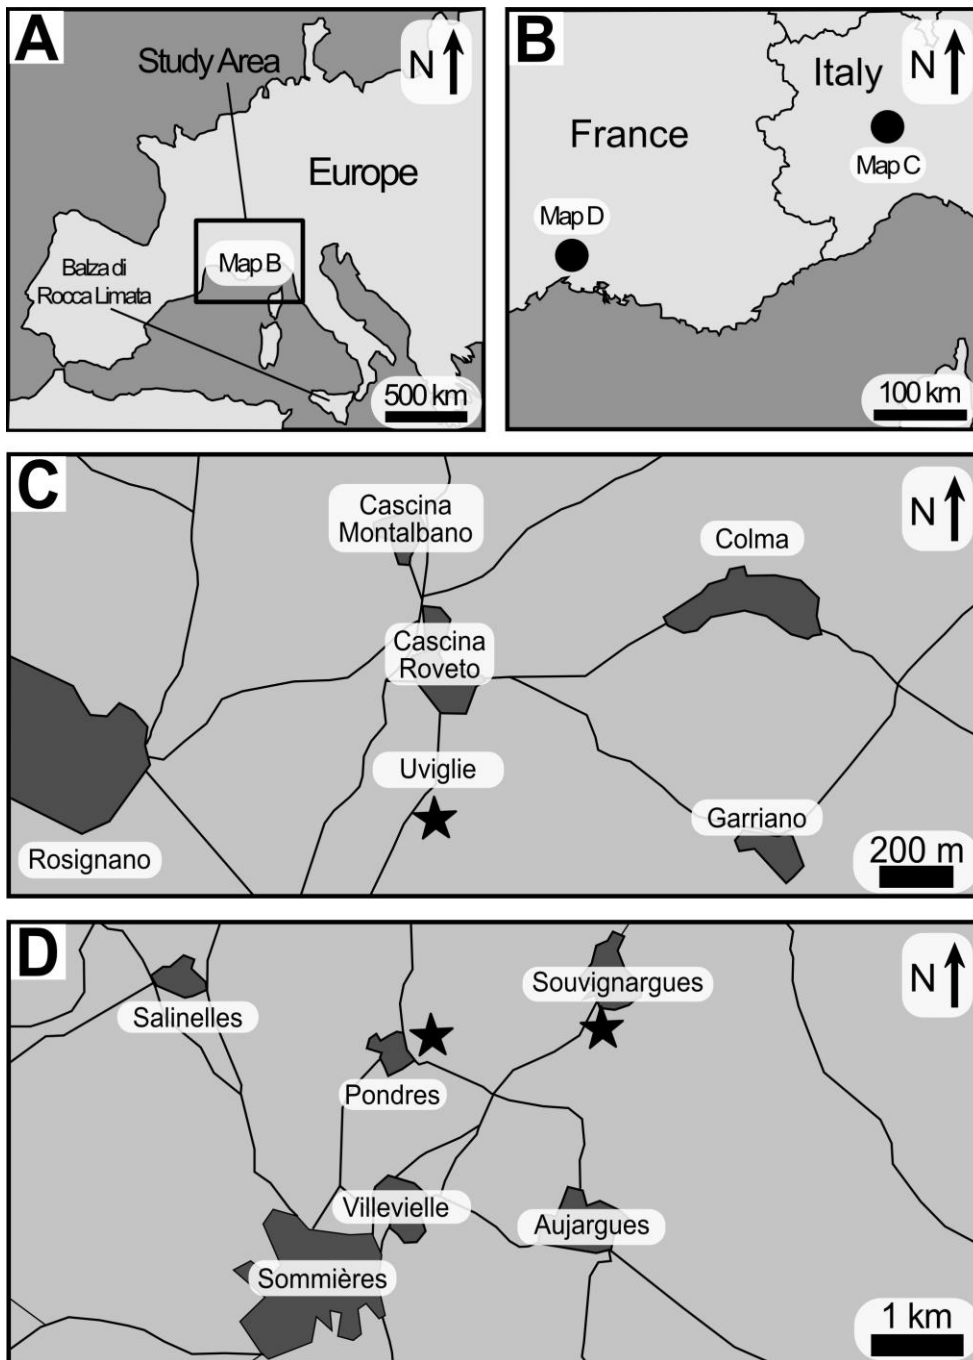 A
Study Area
N
Europe
Map B
Balza di
Rocca Limata
500 km
B
Italy
N
France
Map C
Map D
100 km
C
Cascina
Montalbano
Colma
N
Cascina
Roveto
Uviglie
Garriano
Rosignano
200 m
D
Souvignargues
N
Salinelles
Pondres
Villevielle
Aujargues
Sommières
1 km